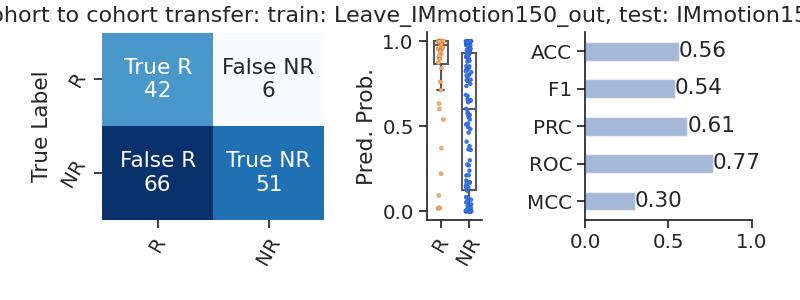 ohort to cohort transfer: train: Leave_IMmotion150_out, test: IMmotion15
True Label
R
NR
True R
42
False NR
6
False R
66
True NR
51
R
NR
Pred. Prob.
1.0
0.5
0.0
R
NR
ACC
F1
PRC
ROC
MCC
0.56
0.54
0.61
0.77
0.30
0.0
0.5
1.0